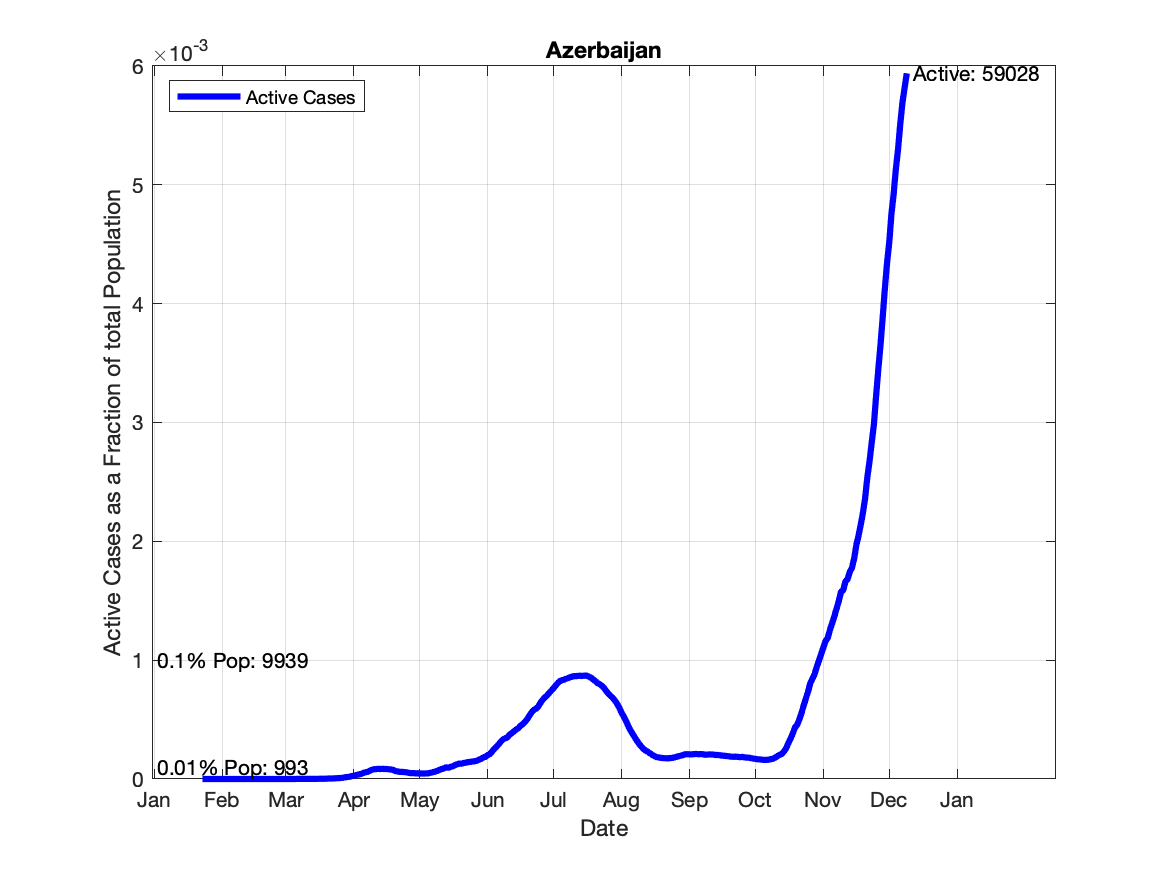 Azerbaijan
×10-3
6
Active: 59028
Active Cases
5
4
3
2
1
0.1% Pop: 9939
0.01% Pop: 993
0
Active Cases as a Fraction of total Population
Jan Feb Mar Apr May Jun Jul Aug Sep Oct Nov Dec Jan
Date